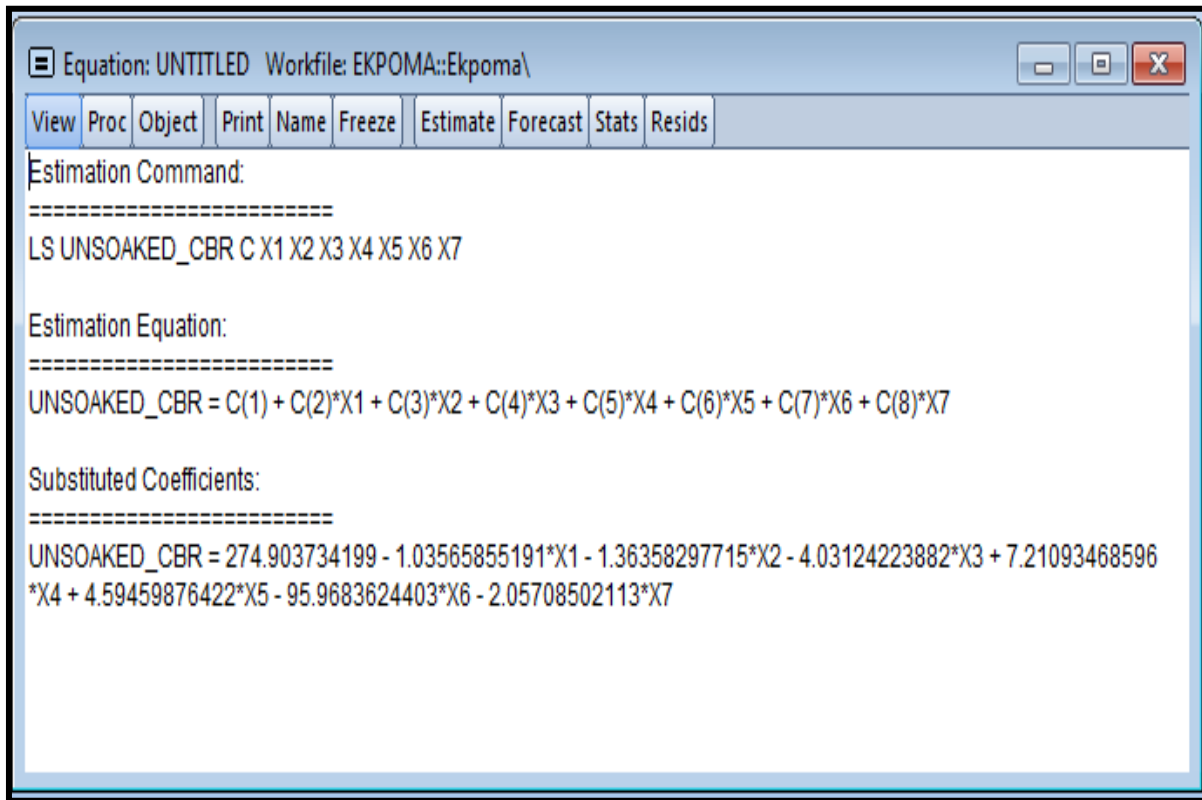 Equation: UNTITLED Workfile: EKPOMA::Ekpoma\
View Proc Object Print Name Freeze Estimate Forecast Stats Resids
Estimation Command:
=========================
LS UNSOAKED_CBR C X1 X2 X3 X4 X5 X6 X7
Estimation Equation:
=========================
UNSOAKED_CBR = C(1) + C(2)*X1 + C(3)*X2 + C(4)*X3 + C(5)*X4 + C(6)*X5 + C(7)*X6 + C(8)*X7
Substituted Coefficients:
=========================
UNSOAKED_CBR = 274.903734199 - 1.03565855191*X1 - 1.36358297715*X2 - 4.03124223882*X3 + 7.21093468596
*X4 + 4.59459876422*X5 - 95.9683624403*X6 - 2.05708502113*X7